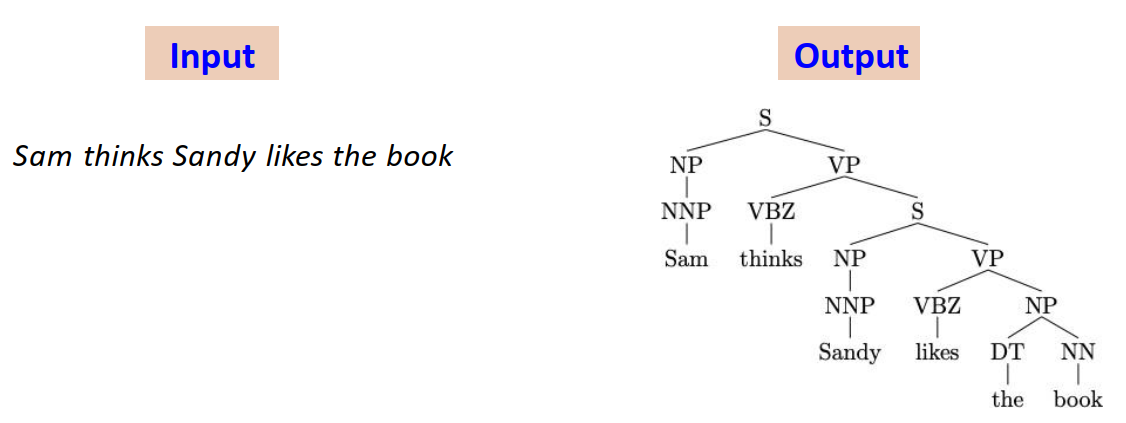 Input
Output
Sam thinks Sandy likes the book
S
NP VP
NNP VBZ S
Sam thinks NP VP
NNP VBZ NP
Sandy likes DT NN
the book